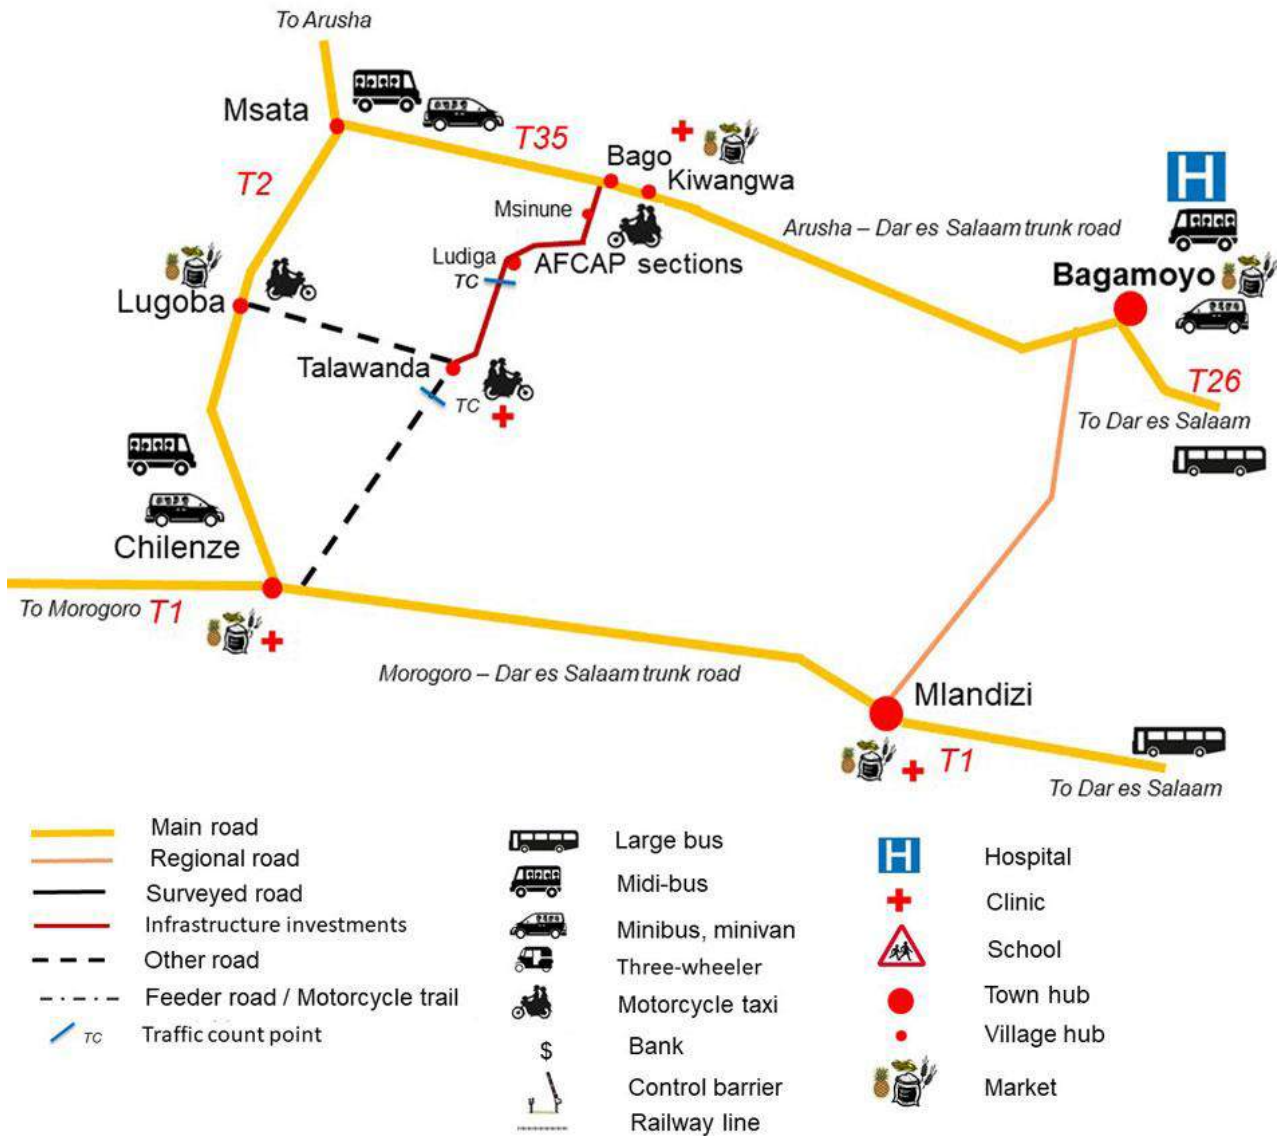 To Arusha
Msata
T35
T2
Bago
Kiwangwa
Msinune
H
Arusha – Dar es Salaam trunk road
Ludiga
TC
AFCAP sections
Bagamoyo
Lugoba
Talawanda
TC
T26
To Dar es Salaam
Chilenze
To Morogoro
T1
Morogoro – Dar es Salaam trunk road
Mlandizi
T1
To Dar es Salaam
Main road
Regional road
Surveyed road
Infrastructure investments
Other road
Feeder road / Motorcycle trail
TC
Traffic count point
Large bus
Midi-bus
Minibus, minivan
Three-wheeler
Motorcycle taxi
$
Bank
Control barrier
Railway line
H
Hospital
Clinic
School
Town hub
Village hub
Market